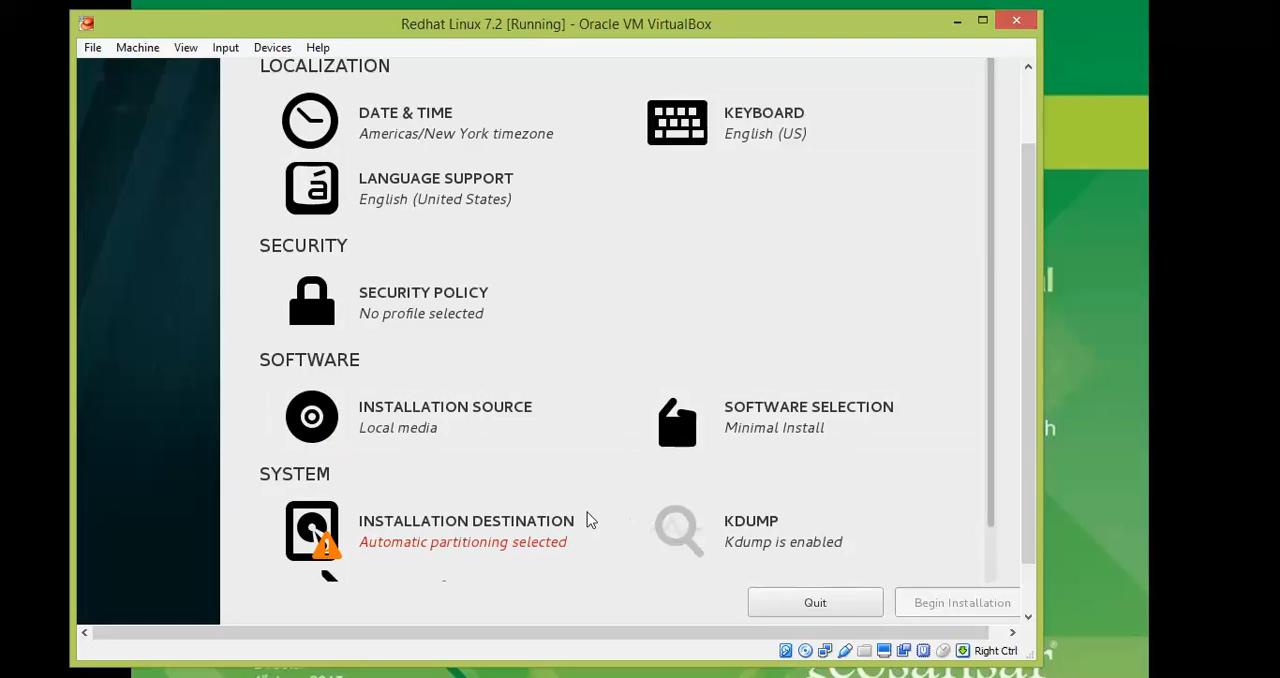 Redhat Linux 7.2 [Running] - Oracle VM VirtualBox
File Machine View Input Devices Help
LOCALIZATION
DATE & TIME
Americas/New York timezone
KEYBOARD
English (US)
LANGUAGE SUPPORT
English (United States)
SECURITY
SECURITY POLICY
No profile selected
SOFTWARE
INSTALLATION SOURCE
Local media
SOFTWARE SELECTION
Minimal Install
SYSTEM
INSTALLATION DESTINATION
Automatic partitioning selected
KDUMP
Kdump is enabled
Quit
Begin Installation
Right Ctrl